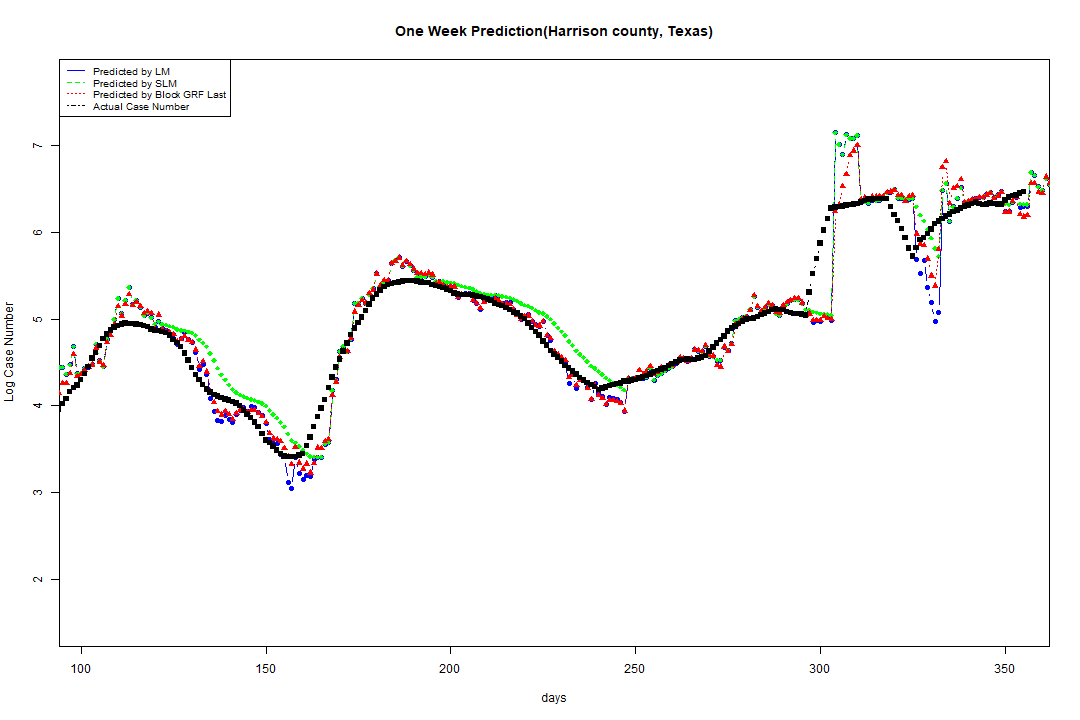 One Week Prediction(Harrison county, Texas)
Predicted by LM
Predicted by SLM
Predicted by Block GRF Last
Actual Case Number
7
6
5
4
3
2
Log Case Number
100 150 200 250 300 350
days